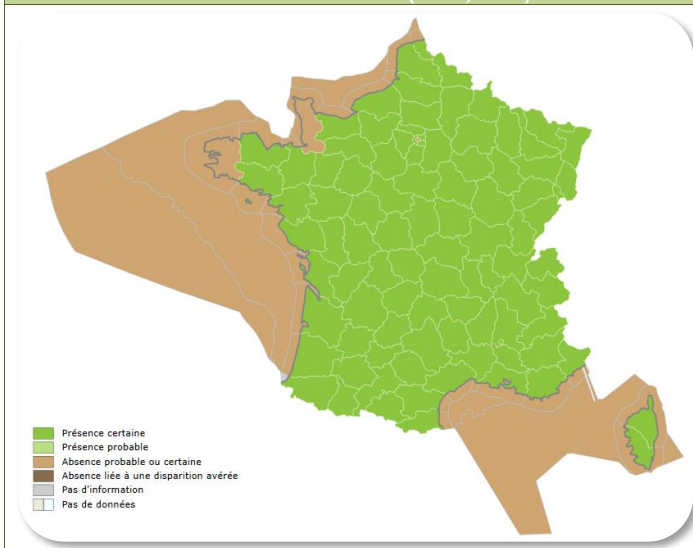 Présence certaine
Présence probable
Absence probable ou certaine
Absence liée à une disparition avérée
Pas d'information
Pas de données